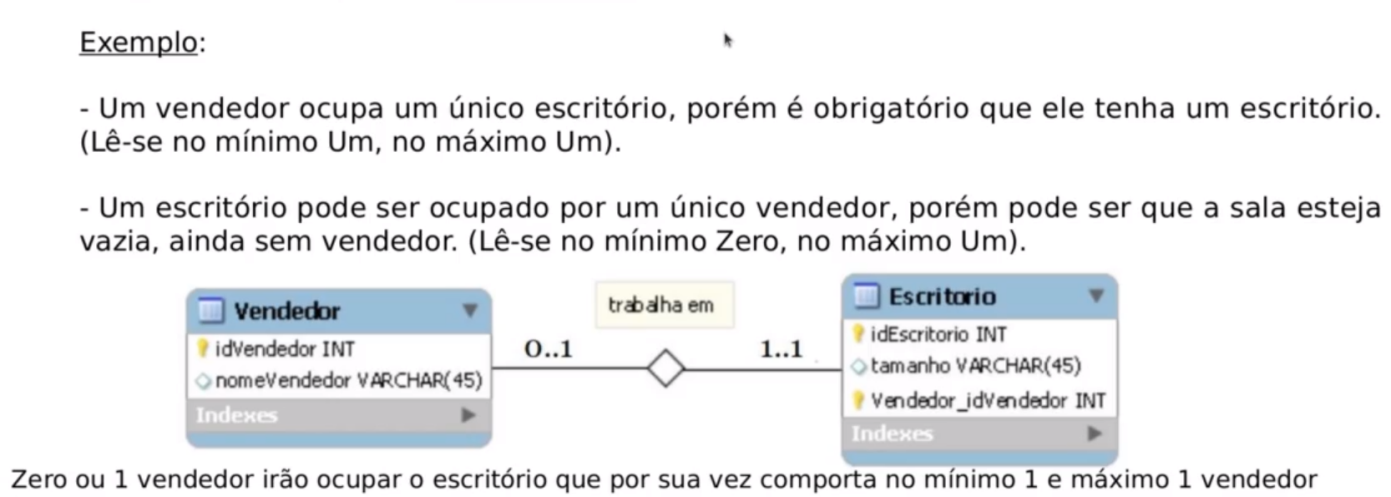 Exemplo:
- Um vendedor ocupa um único escritório, porém é obrigatório que ele tenha um escritório.
(Lê-se no mínimo Um, no máximo Um).
- Um escritório pode ser ocupado por um único vendedor, porém pode ser que a sala esteja
vazia, ainda sem vendedor. (Lê-se no mínimo Zero, no máximo Um).
trabalha em
Vendedor
idVendedor INT
nomeVendedor VARCHAR(45)
Indexes
0..1
1..1
Escritorio
idEscritorio INT
tamanho VARCHAR(45)
Vendedor_idVendedor INT
Indexes
Zero ou 1 vendedor irão ocupar o escritório que por sua vez comporta no mínimo 1 e máximo 1 vendedor